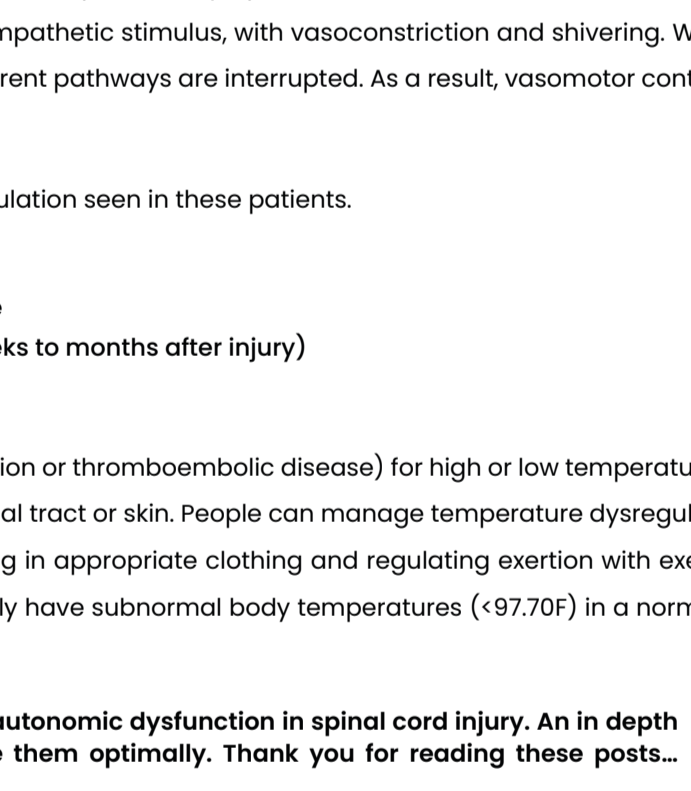 mpathetic stimulus, with vasoconstriction and shivering. W
rent pathways are interrupted. As a result, vasomotor cont
ulation seen in these patients.
e
eks to months after injury)
ion or thromboembolic disease) for high or low temperatu
al tract or skin. People can manage temperature dysregul
g in appropriate clothing and regulating exertion with exe
ly have subnormal body temperatures (<97.70F) in a norm
autonomic dysfunction in spinal cord injury. An in depth
e them optimally. Thank you for reading these posts...